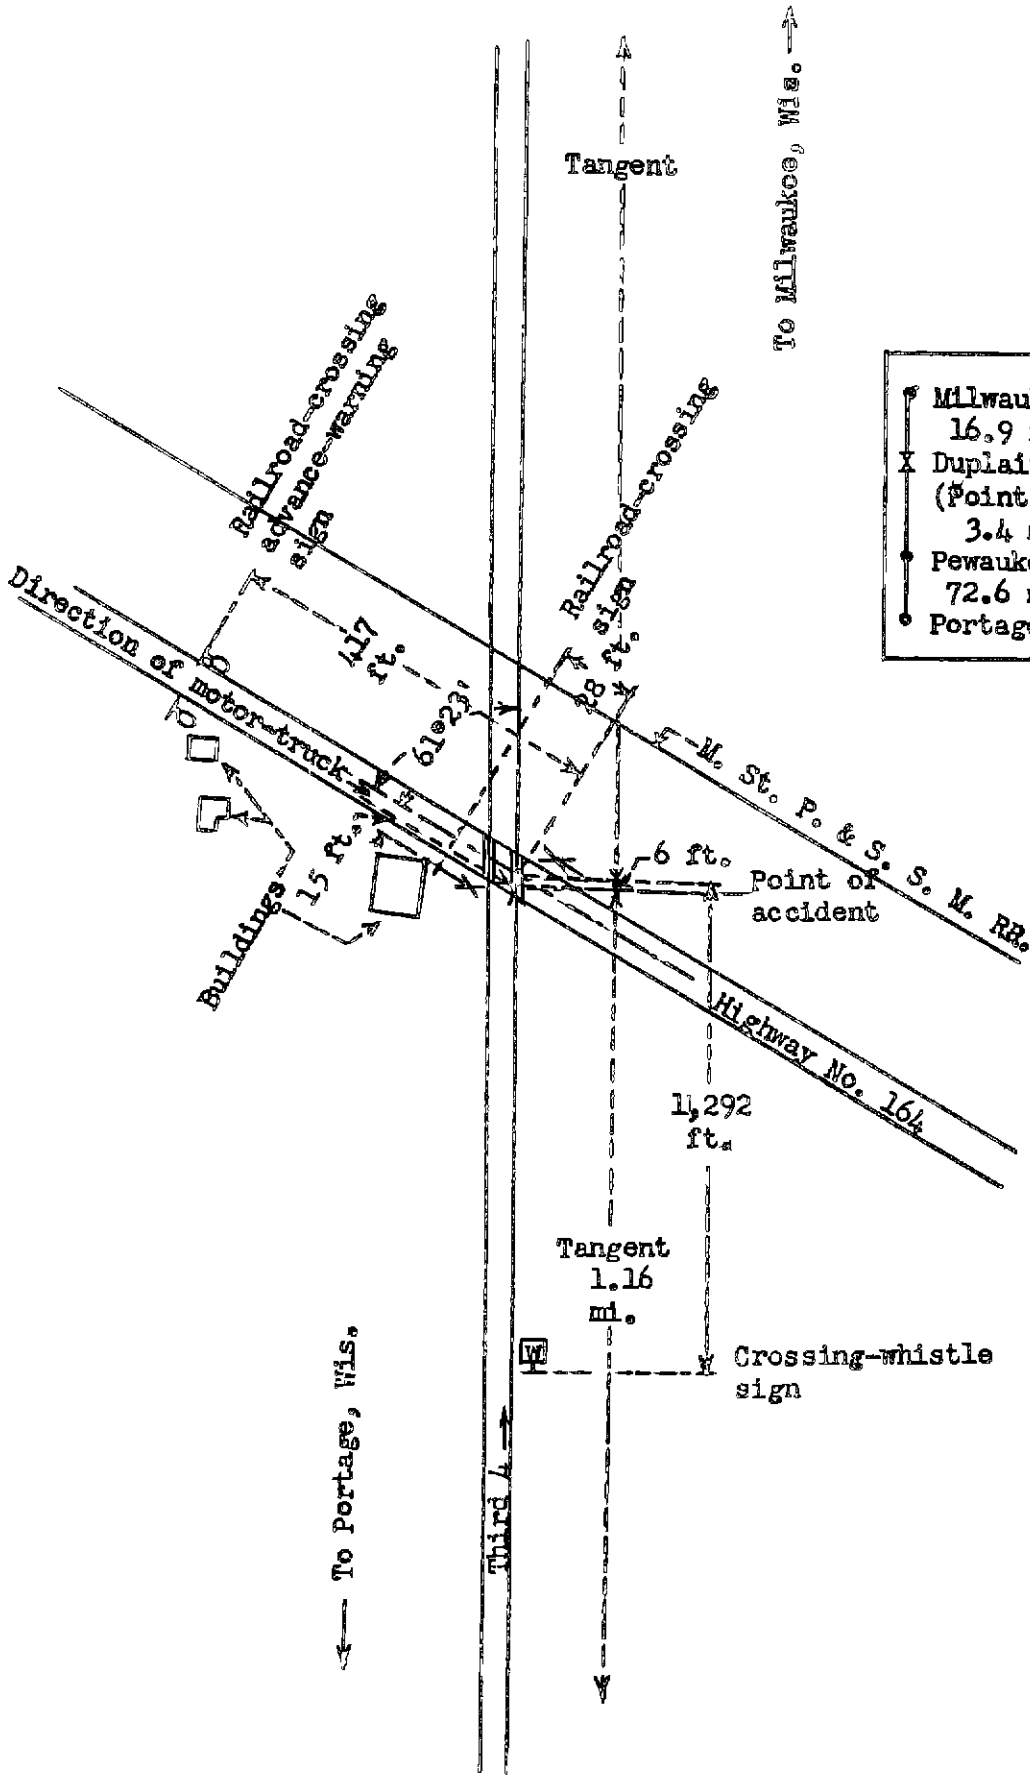 To Milwaukee, Wis.
Tangent
Railroad-crossing
advance-warning
sign
Railroad-crossing
sign
Milwau
16.9
X Duplai
(Point
3.4
Pewauk
72.6
Portage
Direction of motor-truck
417
ft.
61°23'
28 ft.
M. St. P. & S. S. M. RR.
15 ft.
Buildings
6 ft.
Point of
accident
Highway No. 164
1,292
ft.
Tangent
1.16
mi.
W
Crossing-whistle
sign
To Portage, Wis.
Third 4